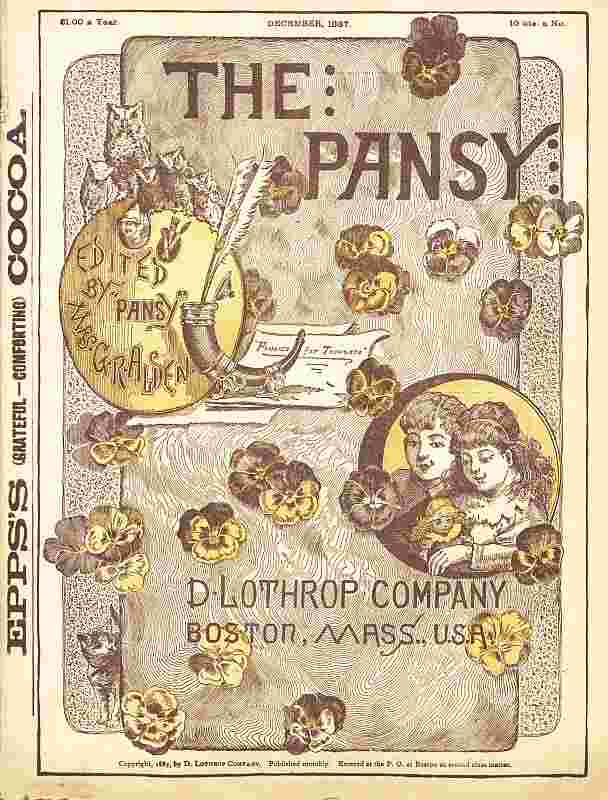 $1.00 a Year.
DECEMBER, 1887.
10 cts. a No.
THE
PANSY
EDITED
BY "PANSY"
MRS. G. R. ALDEN
"Pansies for Thoughts"
D. LOTHROP COMPANY
BOSTON, MASS., U.S.A.
EPPS'S (GRATEFUL—COMFORTING) COCOA.
Copyright, 1887, by D. LOTHROP COMPANY. Published monthly. Entered at the P. O. at Boston as second class matter.